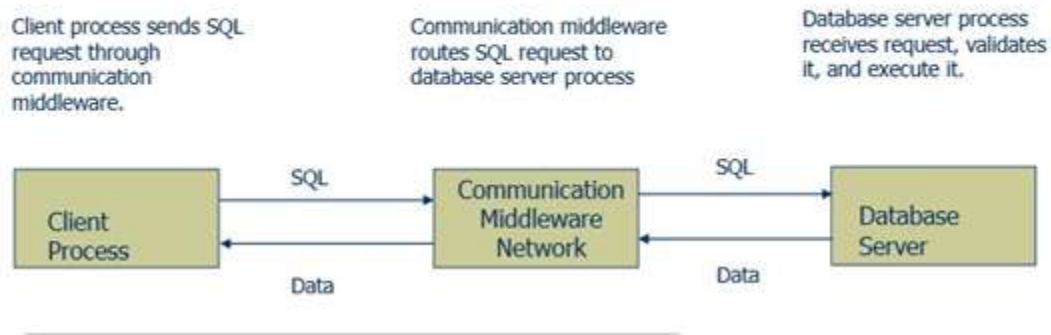 Client process sends SQL
request through
communication
middleware.
Communication middleware
routes SQL request to
database server process
Database server process
receives request, validates
it, and execute it.
Client
Process
SQL
Data
Communication
Middleware
Network
SQL
Data
Database
Server